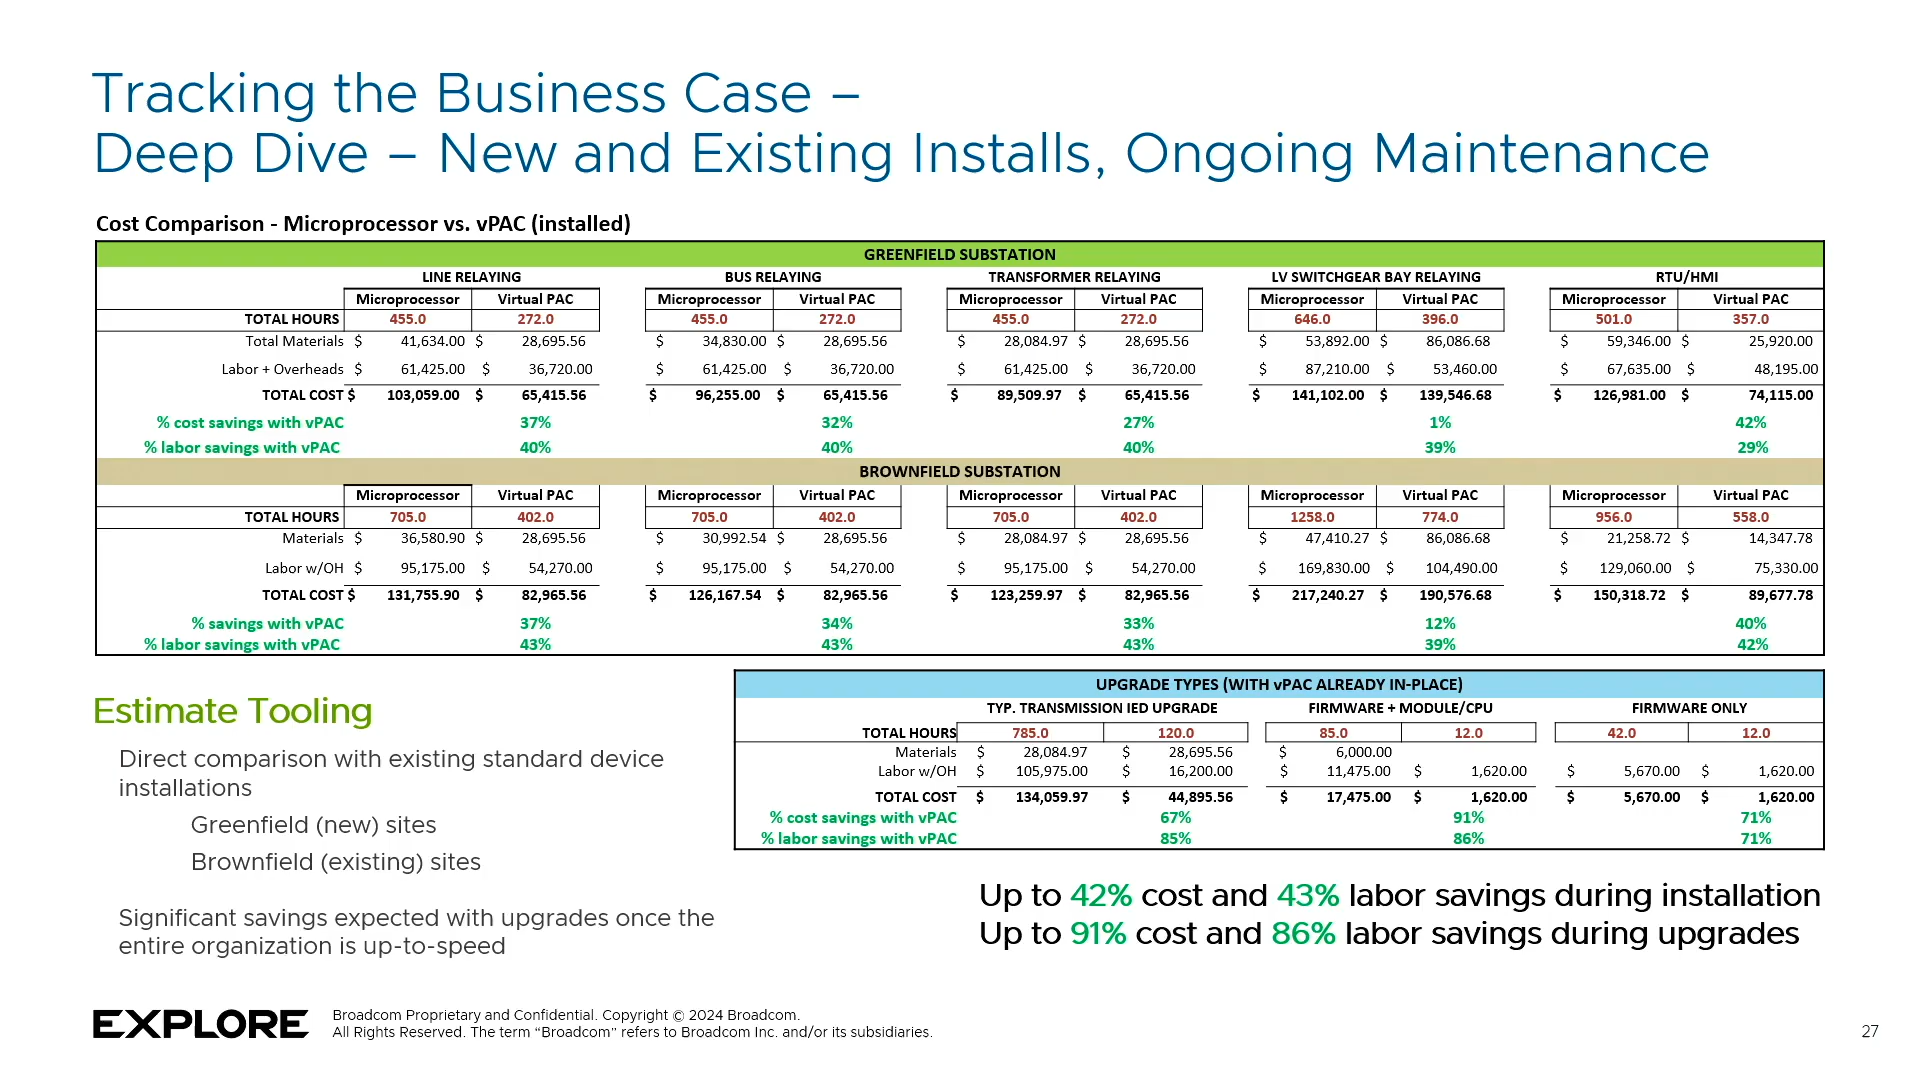 Tracking the Business Case –
Deep Dive – New and Existing Installs, Ongoing Maintenance
Cost Comparison - Microprocessor vs. vPAC (installed)
GREENFIELD SUBSTATION
LINE RELAYING BUS RELAYING TRANSFORMER RELAYING LV SWITCHGEAR BAY RELAYING RTU/HMI
Microprocessor Virtual PAC Microprocessor Virtual PAC Microprocessor Virtual PAC Microprocessor Virtual PAC Microprocessor Virtual PAC
TOTAL HOURS 455.0 272.0 455.0 272.0 455.0 272.0 646.0 396.0 501.0 357.0
Total Materials $ 41,634.00 $ 28,695.56 $ 34,830.00 $ 28,695.56 $ 28,084.97 $ 28,695.56 $ 53,892.00 $ 86,086.68 $ 59,346.00 $ 25,920.00
Labor + Overheads $ 61,425.00 $ 36,720.00 $ 61,425.00 $ 36,720.00 $ 61,425.00 $ 36,720.00 $ 87,210.00 $ 53,460.00 $ 67,635.00 $ 48,195.00
TOTAL COST $ 103,059.00 $ 65,415.56 $ 96,255.00 $ 65,415.56 $ 89,509.97 $ 65,415.56 $ 141,102.00 $ 139,546.68 $ 126,981.00 $ 74,115.00
% cost savings with vPAC 37% 32% 27% 1% 42%
% labor savings with vPAC 40% 40% 40% 39% 29%
BROWNFIELD SUBSTATION
Microprocessor Virtual PAC Microprocessor Virtual PAC Microprocessor Virtual PAC Microprocessor Virtual PAC Microprocessor Virtual PAC
TOTAL HOURS 705.0 402.0 705.0 402.0 705.0 402.0 1258.0 774.0 956.0 558.0
Materials $ 36,580.90 $ 28,695.56 $ 30,992.54 $ 28,695.56 $ 28,084.97 $ 28,695.56 $ 47,410.27 $ 86,086.68 $ 21,258.72 $ 14,347.78
Labor w/OH $ 95,175.00 $ 54,270.00 $ 95,175.00 $ 54,270.00 $ 95,175.00 $ 54,270.00 $ 169,830.00 $ 104,490.00 $ 129,060.00 $ 75,330.00
TOTAL COST $ 131,755.90 $ 82,965.56 $ 126,167.54 $ 82,965.56 $ 123,259.97 $ 82,965.56 $ 217,240.27 $ 190,576.68 $ 150,318.72 $ 89,677.78
% savings with vPAC 37% 34% 33% 12% 40%
% labor savings with vPAC 43% 43% 43% 39% 42%
UPGRADE TYPES (WITH vPAC ALREADY IN-PLACE)
TYP. TRANSMISSION IED UPGRADE FIRMWARE + MODULE/CPU FIRMWARE ONLY
TOTAL HOURS 785.0 120.0 85.0 12.0 42.0 12.0
Materials $ 28,084.97 $ 28,695.56 $ 6,000.00
Labor w/OH $ 105,975.00 $ 16,200.00 $ 11,475.00 $ 1,620.00 $ 5,670.00 $ 1,620.00
TOTAL COST $ 134,059.97 $ 44,895.56 $ 17,475.00 $ 1,620.00 $ 5,670.00 $ 1,620.00
% cost savings with vPAC 67% 91% 71%
% labor savings with vPAC 85% 86% 71%
Estimate Tooling
Direct comparison with existing standard device
installations
Greenfield (new) sites
Brownfield (existing) sites
Significant savings expected with upgrades once the
entire organization is up-to-speed
Up to 42% cost and 43% labor savings during installation
Up to 91% cost and 86% labor savings during upgrades
EXPLORE
Broadcom Proprietary and Confidential. Copyright © 2024 Broadcom.
All Rights Reserved. The term “Broadcom” refers to Broadcom Inc. and/or its subsidiaries.
27